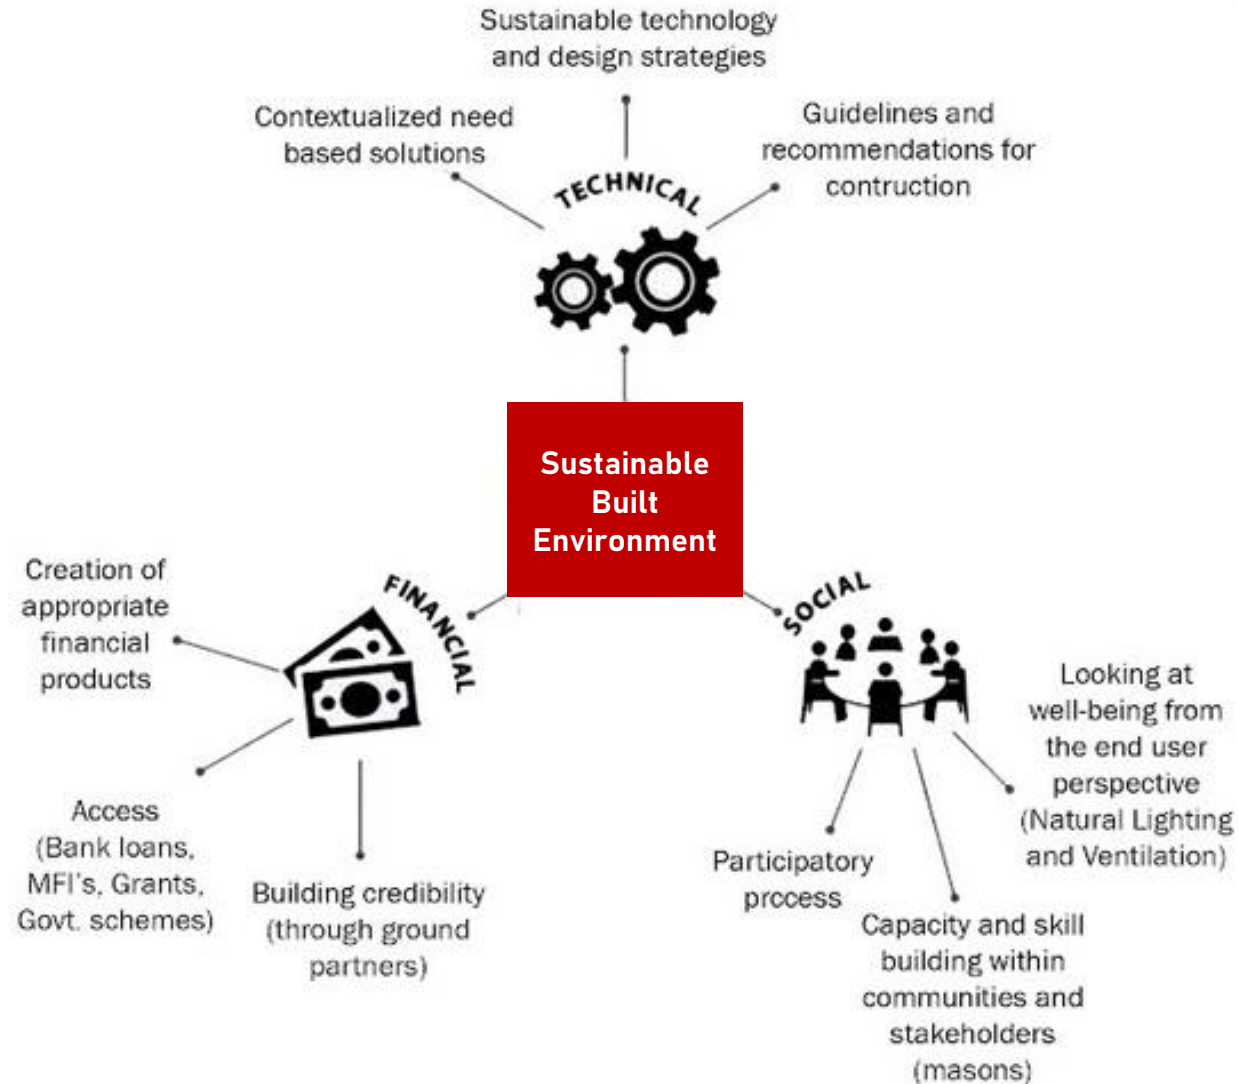 Sustainable technology
and design strategies
Contextualized need
based solutions
Guidelines and
recommendations for
contruction
TECHNICAL
Sustainable
Built
Environment
FINANCIAL
Creation of
appropriate
financial
products
Access
(Bank loans,
MFI's, Grants,
Govt. schemes)
Building credibility
(through ground
partners)
SOCIAL
Looking at
well-being from
the end user
perspective
(Natural Lighting
and Ventilation)
Participatory
process
Capacity and skill
building within
communities and
stakeholders
(masons)